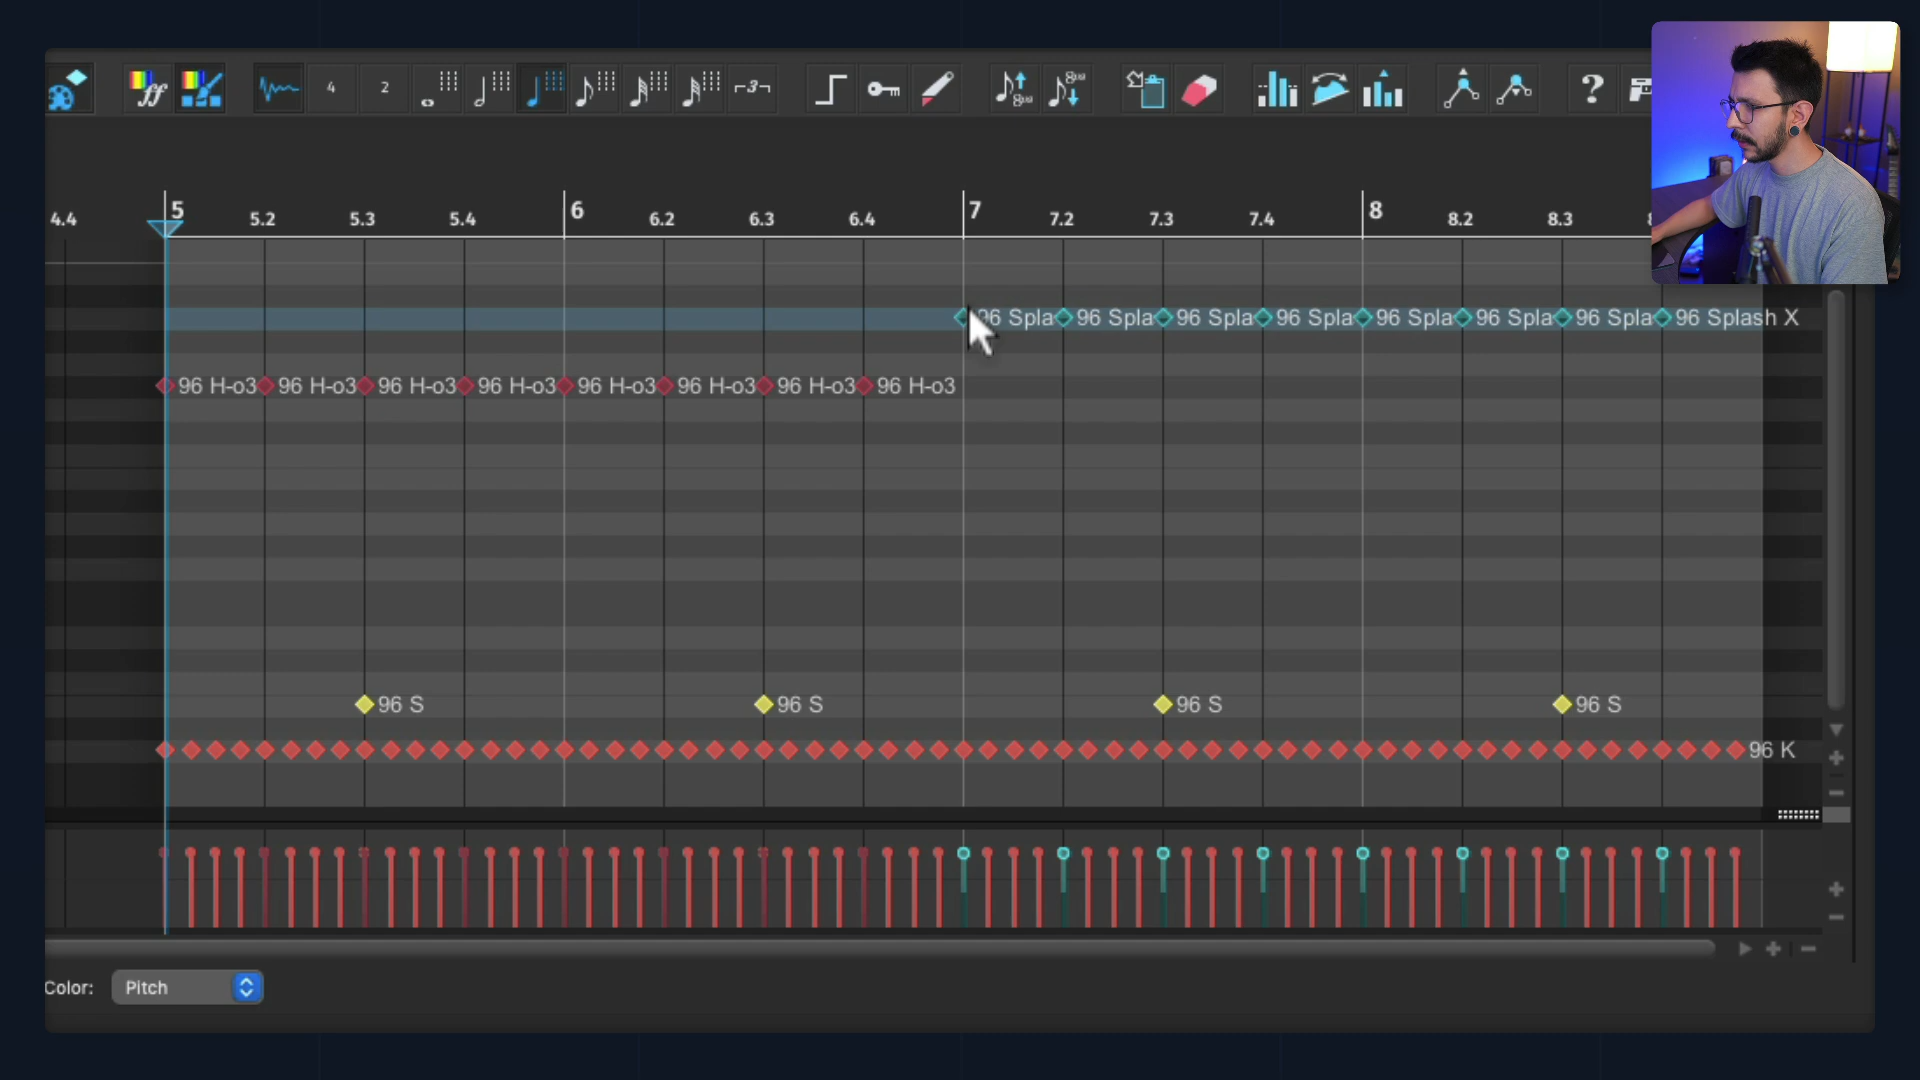 ff 4 2 3 8va 8va ?
4.4 5 5.2 5.3 5.4 6 6.2 6.3 6.4 7 7.2 7.3 7.4 8 8.2 8.3
96 Spla 96 Spla 96 Spla 96 Spla 96 Spla 96 Spla 96 Spla 96 Splash X
96 H-o3 96 H-o3 96 H-o3 96 H-o3 96 H-o3 96 H-o3 96 H-o3 96 H-o3
96 S 96 S 96 S 96 S
96 K
Color: Pitch